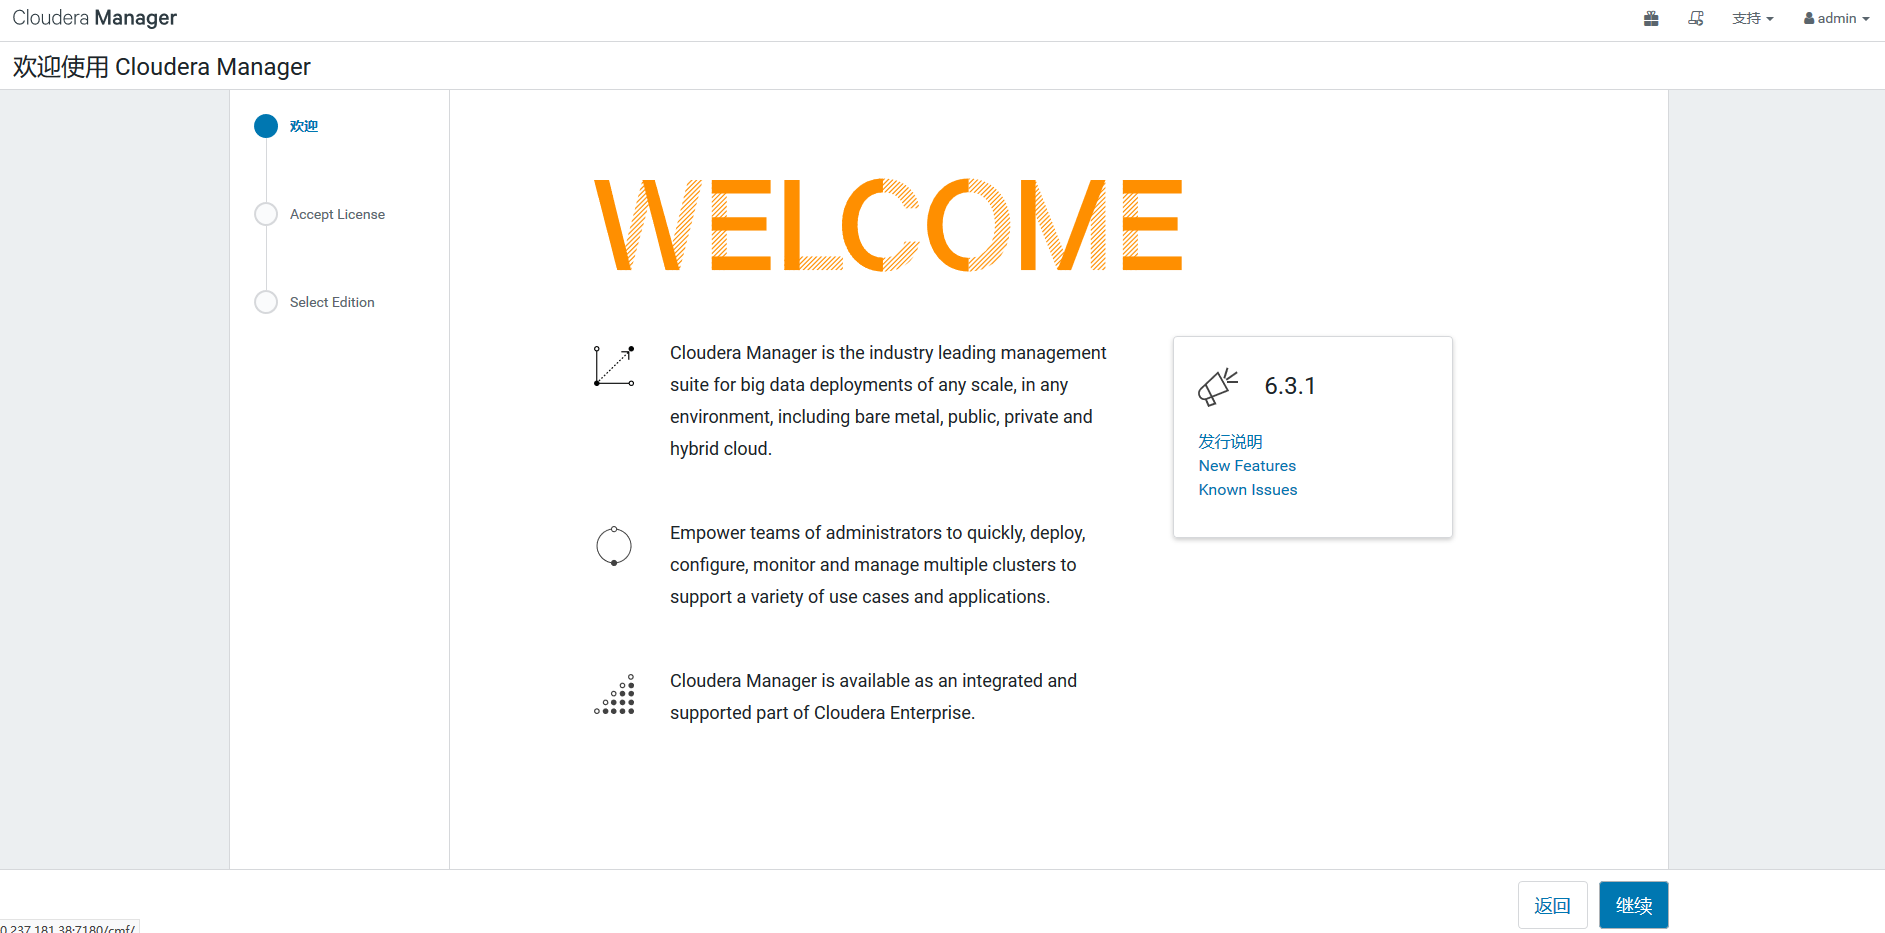 Cloudera Manager
支持
admin
欢迎使用 Cloudera Manager
欢迎
Accept License
Select Edition
WELCOME
Cloudera Manager is the industry leading management
suite for big data deployments of any scale, in any
environment, including bare metal, public, private and
hybrid cloud.
6.3.1
发行说明
New Features
Known Issues
Empower teams of administrators to quickly, deploy,
configure, monitor and manage multiple clusters to
support a variety of use cases and applications.
Cloudera Manager is available as an integrated and
supported part of Cloudera Enterprise.
返回
继续
0.237.181.38:7180/cmf/